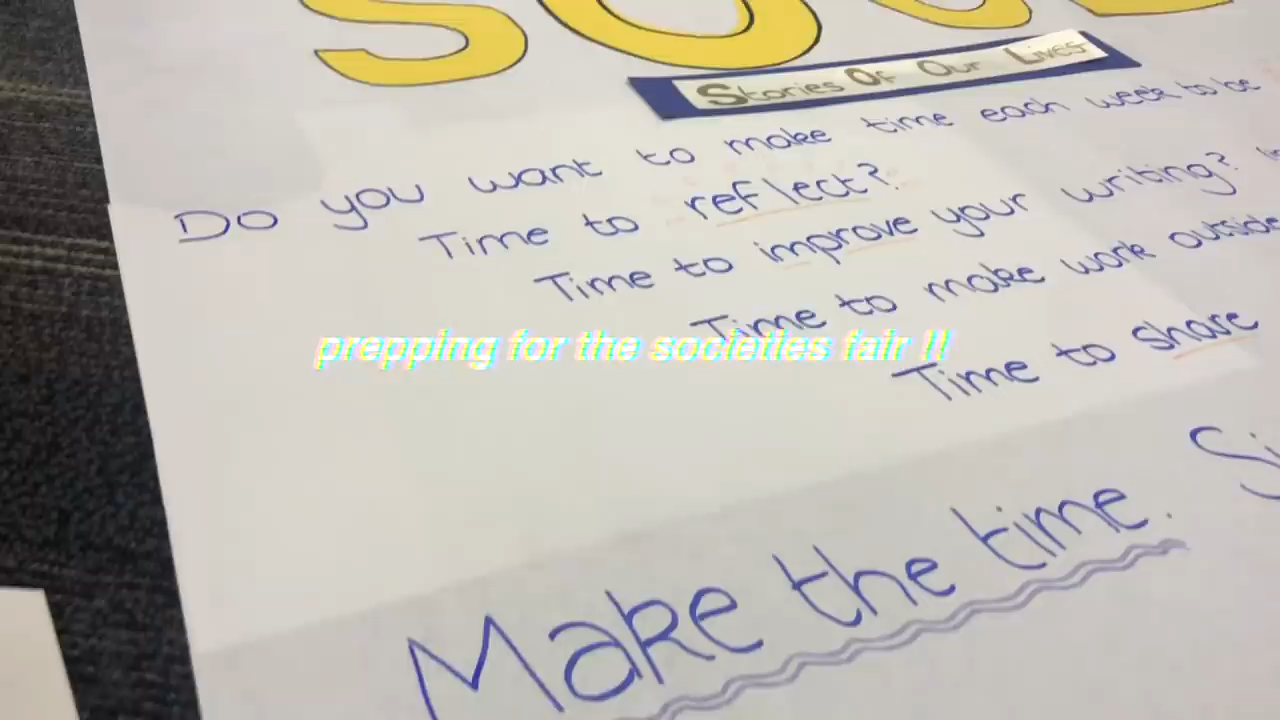 SOOL
Stories Of Our Lives
Do you want to make time each week to be
Time to reflect?
Time to improve your writing?
Time to make work outside
Time to share
prepping for the societies fair !!
Make the time.